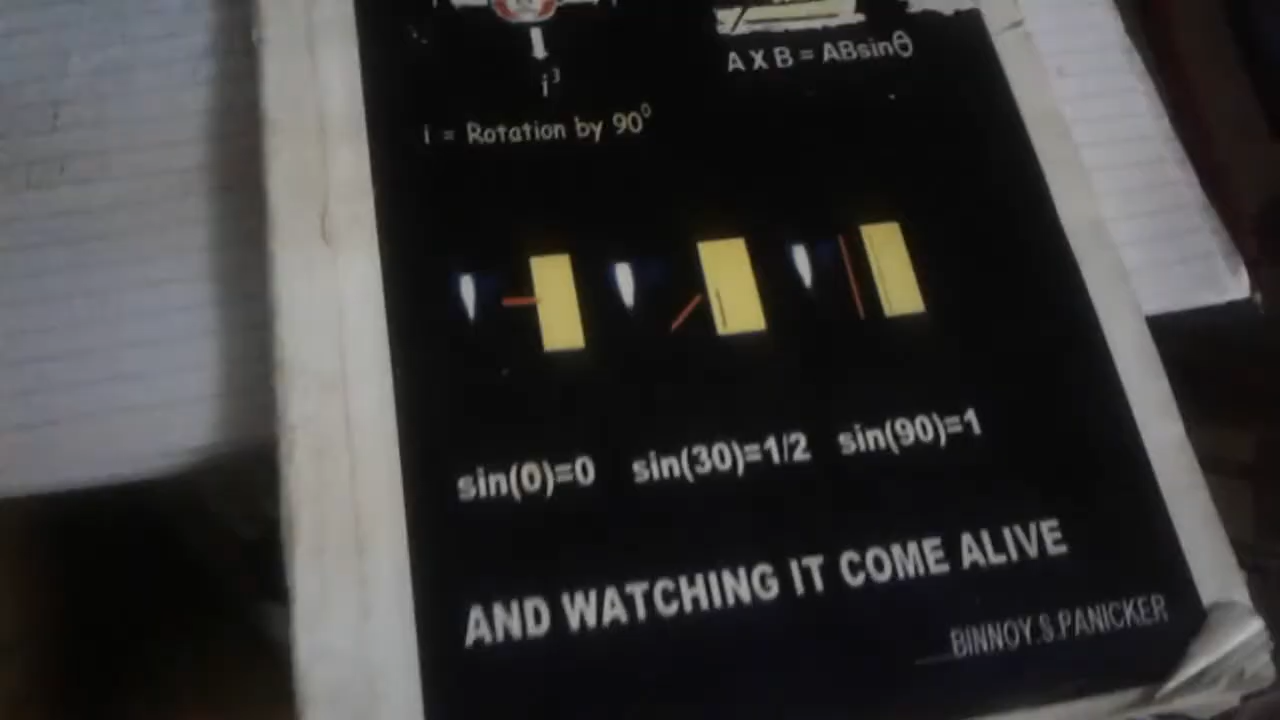 A X B = ABsinθ
i³
i = Rotation by 90⁰
sin(0)=0 sin(30)=1/2 sin(90)=1
AND WATCHING IT COME ALIVE
BINNOY.S.PANICKER